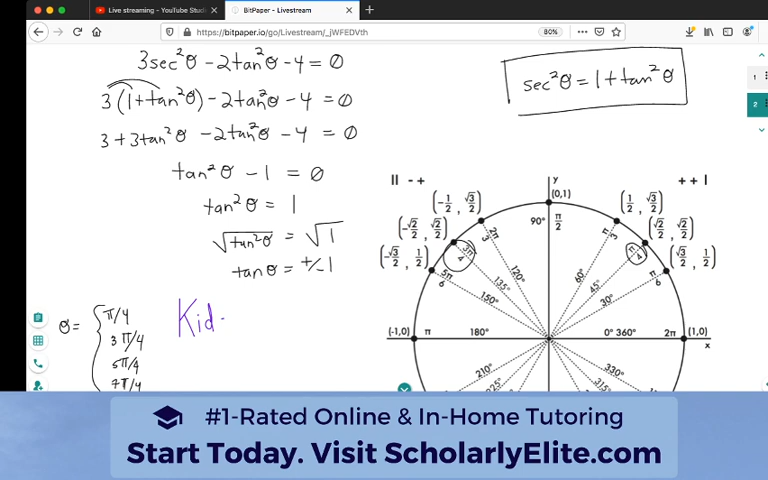 Live streaming - YouTube Stud
BitPaper - Livestream
https://bitpaper.io/go/Livestream/_jWFEDVth
80%
3sec²θ - 2tan²θ - 4 = 0
3(1+tan²θ) - 2tan²θ - 4 = 0
3 + 3tan²θ - 2tan²θ - 4 = 0
tan²θ - 1 = 0
tan²θ = 1
√tan²θ = √1
tanθ = +/- 1
sec²θ = 1 + tan²θ
1
2
θ = { π/4
3π/4
5π/4
7π/4
Kid-
II - +
+ + I
y
(0,1)
(-1/2, √3/2)
(1/2, √3/2)
(-√2/2, √2/2)
(√2/2, √2/2)
(-√3/2, 1/2)
(√3/2, 1/2)
90° π/2
2π/3 120°
π/3 60°
3π/4 135°
π/4 45°
5π/6 150°
π/6 30°
(-1,0) π 180°
0° 360° 2π (1,0)
x
210°
330°
315°
#1-Rated Online & In-Home Tutoring
Start Today. Visit ScholarlyElite.com